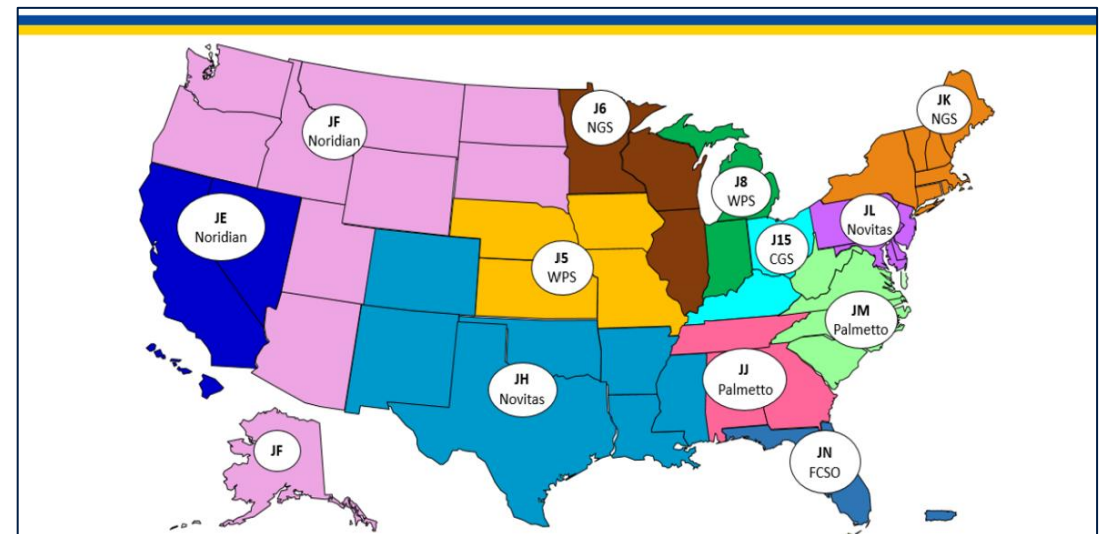 JF
Noridian
J6
NGS
JK
NGS
J8
WPS
JE
Noridian
JL
Novitas
J15
CGS
J5
WPS
JM
Palmetto
JH
Novitas
JJ
Palmetto
JF
JN
FCSO